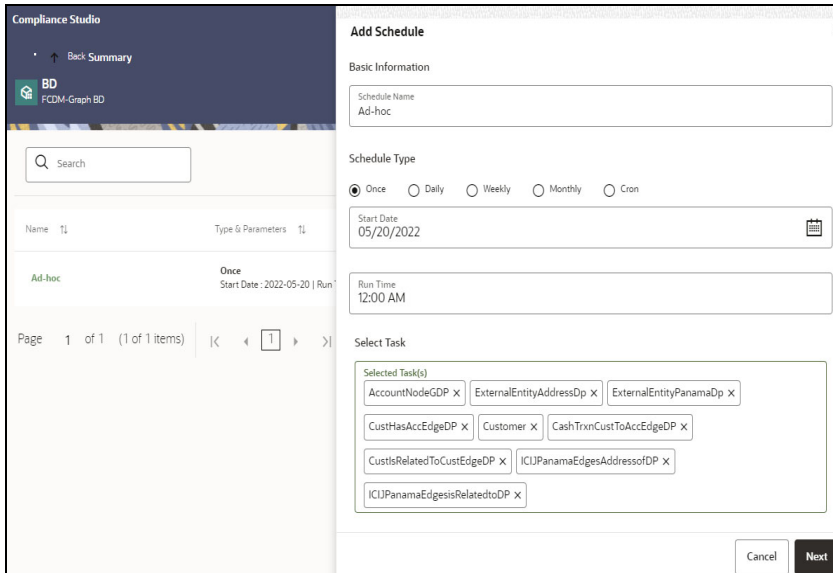 Compliance Studio
Back Summary
BD
FCDM-Graph BD
Search
Name
Type & Parameters
Ad-hoc
Once
Start Date : 2022-05-20 | Run
Page 1 of 1 (1 of 1 items) 1
Add Schedule
Basic Information
Schedule Name
Ad-hoc
Schedule Type
Once Daily Weekly Monthly Cron
Start Date
05/20/2022
Run Time
12:00 AM
Select Task
Selected Task(s)
AccountNodeGDP × ExternalEntityAddressDp × ExternalEntityPanamaDp ×
CustHasAccEdgeDP × Customer × CashTrxnCustToAccEdgeDP ×
CustIsRelatedToCustEdgeDP × ICIJPanamaEdgesAddressofDP ×
ICIJPanamaEdgesisRelatedtoDP ×
Cancel Next